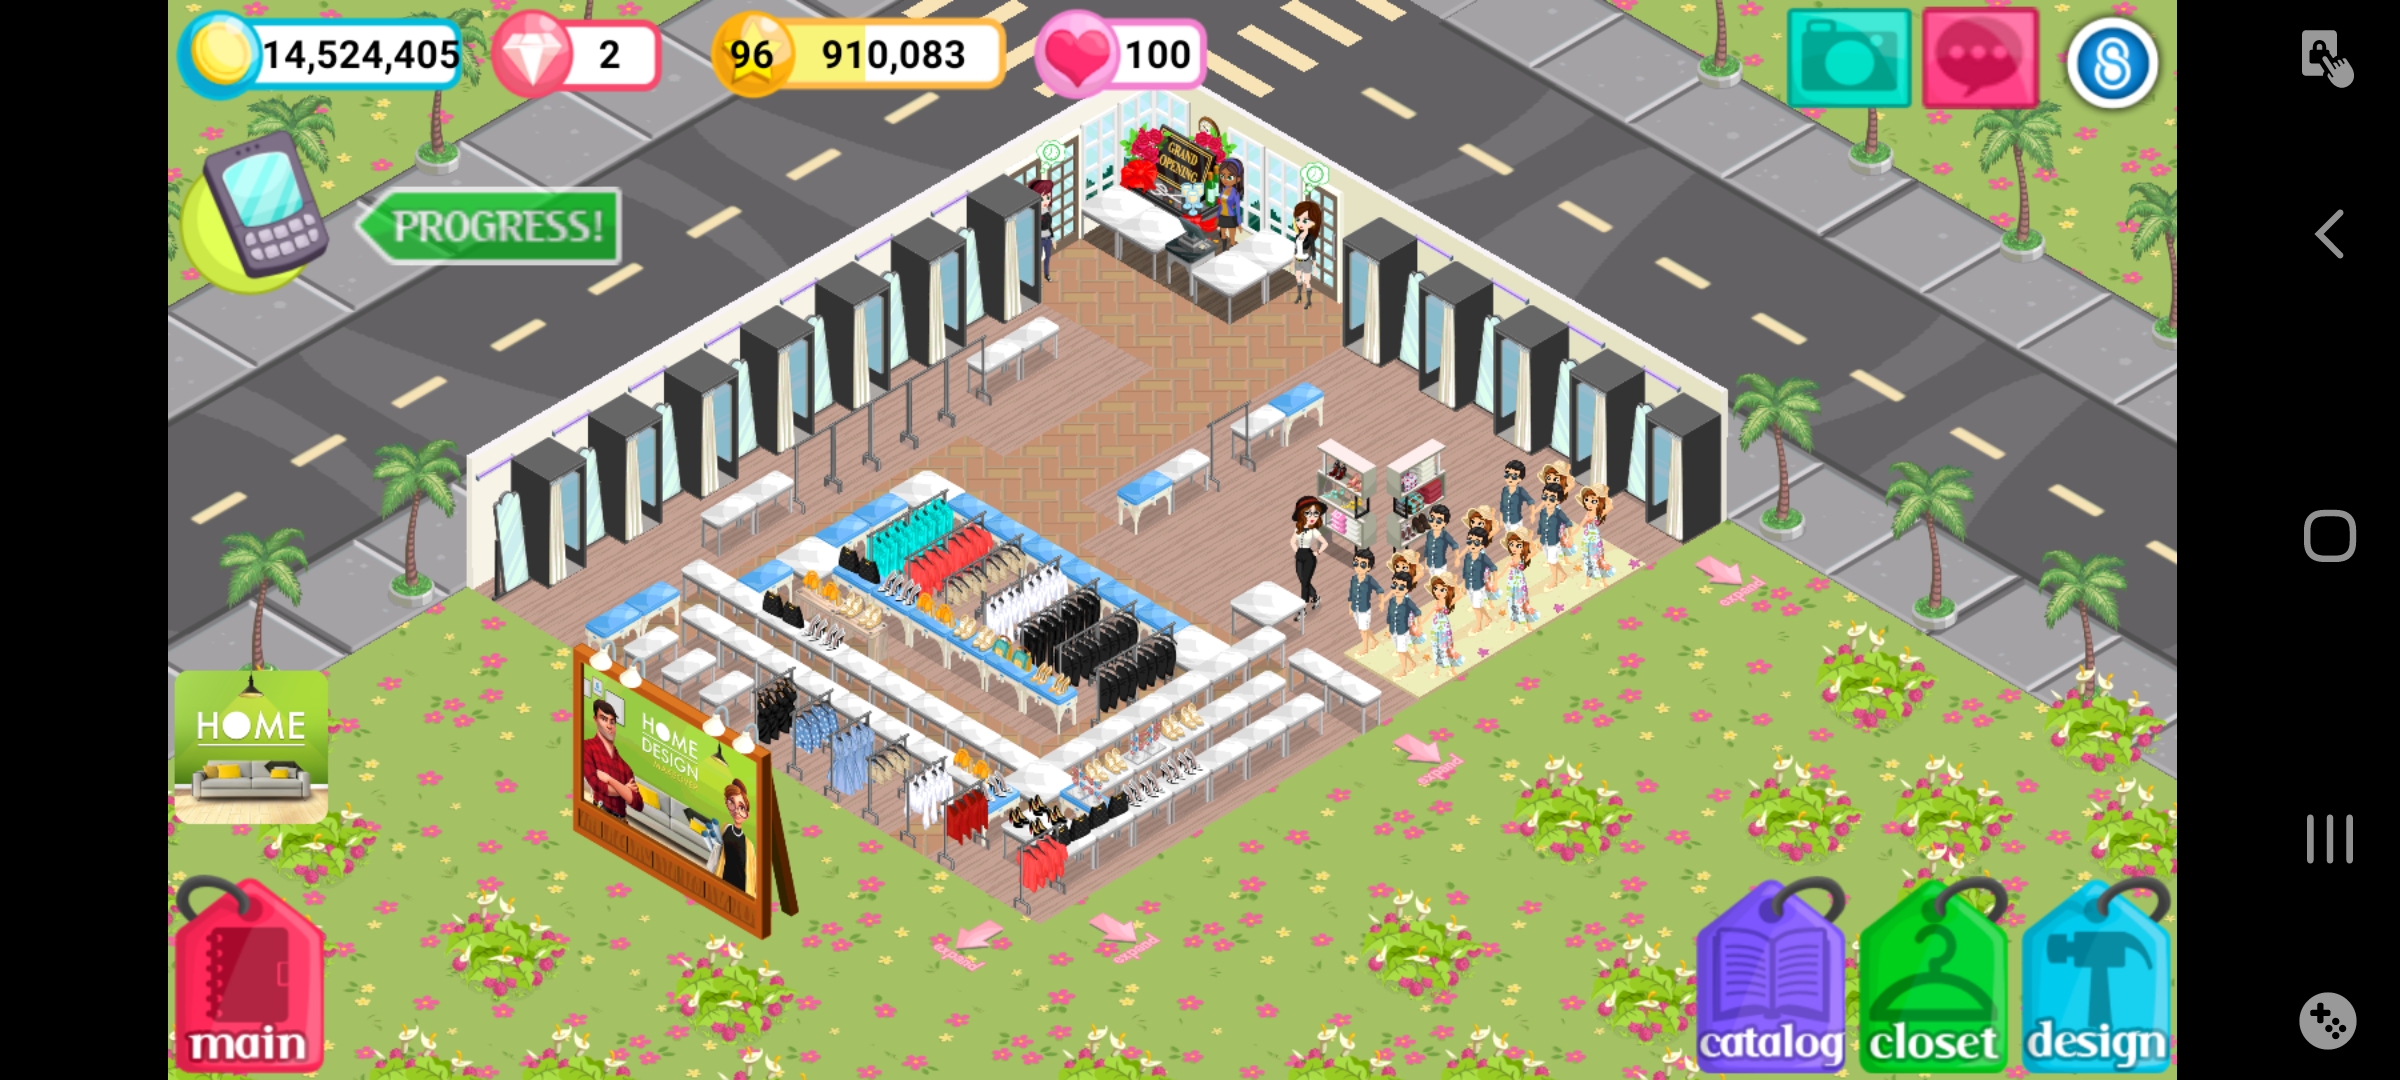 14,524,405
2
96
910,083
100
PROGRESS!
GRAND
OPENING
expand
expand
expand
expand
HOME
HOME
DESIGN
MAKEOVER
main
catalog
closet
design